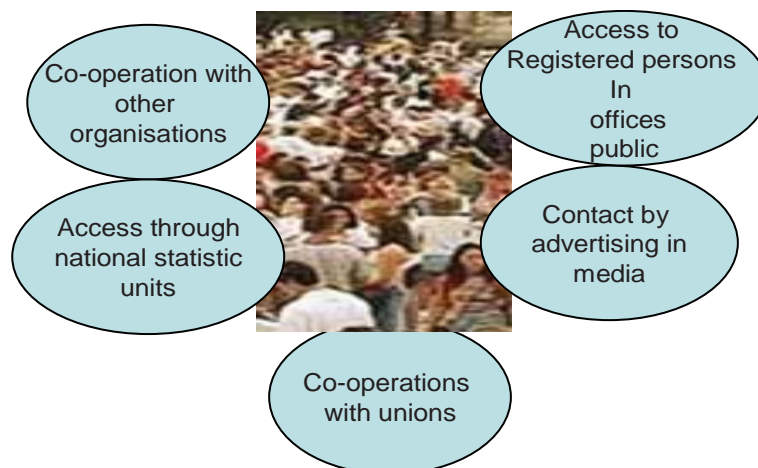 Co-operation with
other
organisations
Access to
Registered persons
In
offices
public
Access through
national statistic
units
Contact by
advertising in
media
Co-operations
with unions